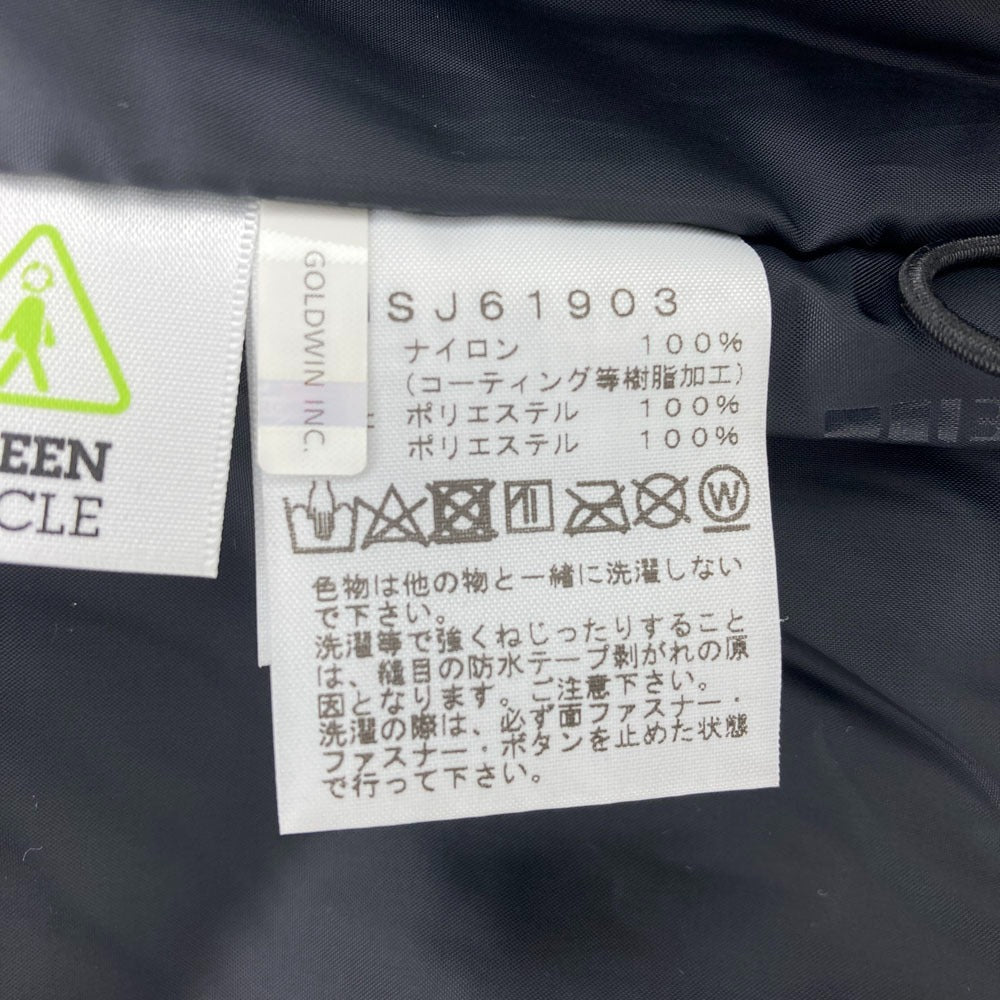 EEN
CLE
GOLDWIN INC.
SJ61903
ナイロン 100%
(コーティング等樹脂加工)
ポリエステル 100%
ポリエステル 100%
W
色物は他の物と一緒に洗濯しない
で下さい。
洗濯等で強くねじったりすること
は、縫目の防水テープ剥がれの原
因となります。ご注意下さい。
洗濯の際は、必ず面ファスナー・
ファスナー・ボタンを止めた状態
で行って下さい。